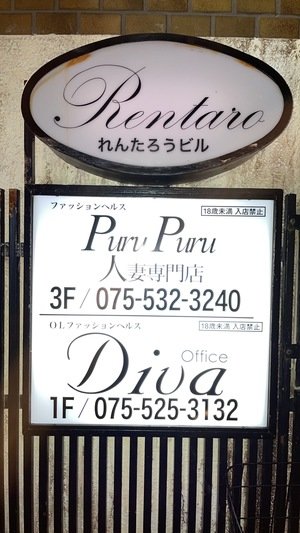 Rentaro
れんたろうビル
ファッションヘルス
18歳未満 入店禁止
Puru Puru
人妻専門店
3F / 075-532-3240
OLファッションヘルス
18歳未満 入店禁止
Office
Diva
1F / 075-525-3132